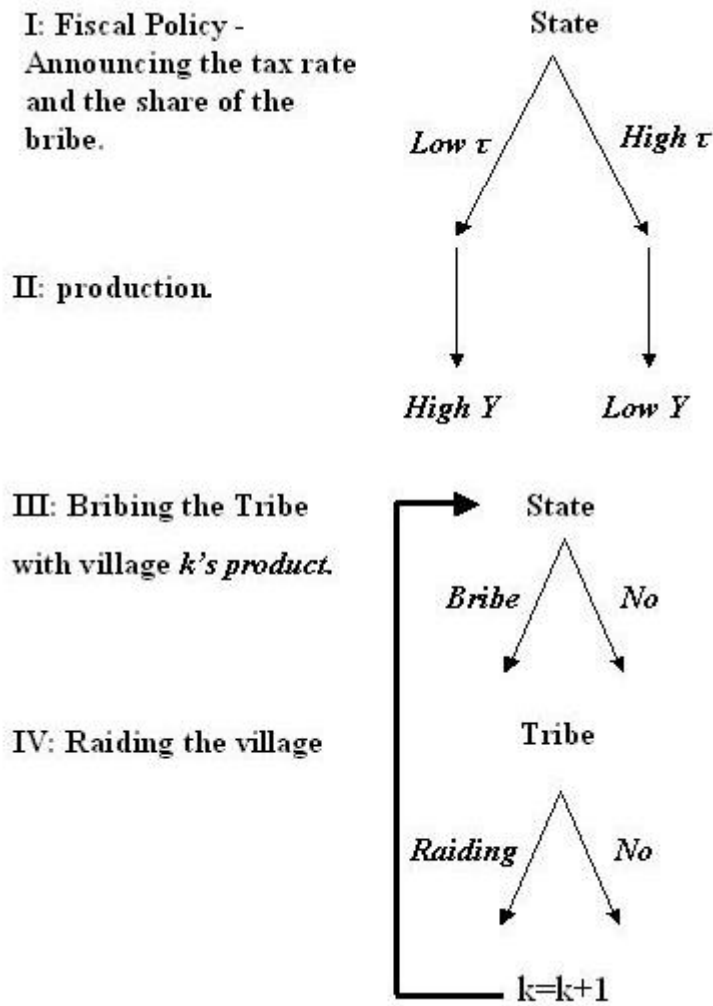 I: Fiscal Policy -
Announcing the tax rate
and the share of the
bribe.
State
Low τ
High τ
II: production.
High Y
Low Y
III: Bribing the Tribe
with village k's product.
State
Bribe
No
IV: Raiding the village
Tribe
Raiding
No
k=k+1